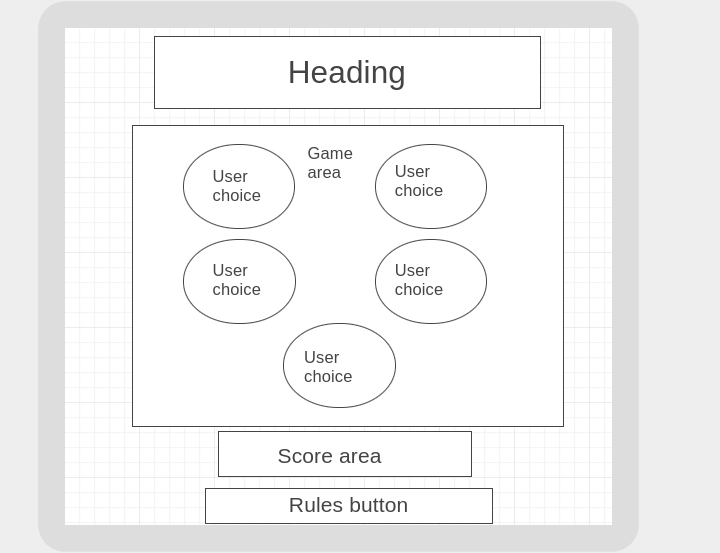 Heading
User
choice
Game
area
User
choice
User
choice
User
choice
User
choice
Score area
Rules button